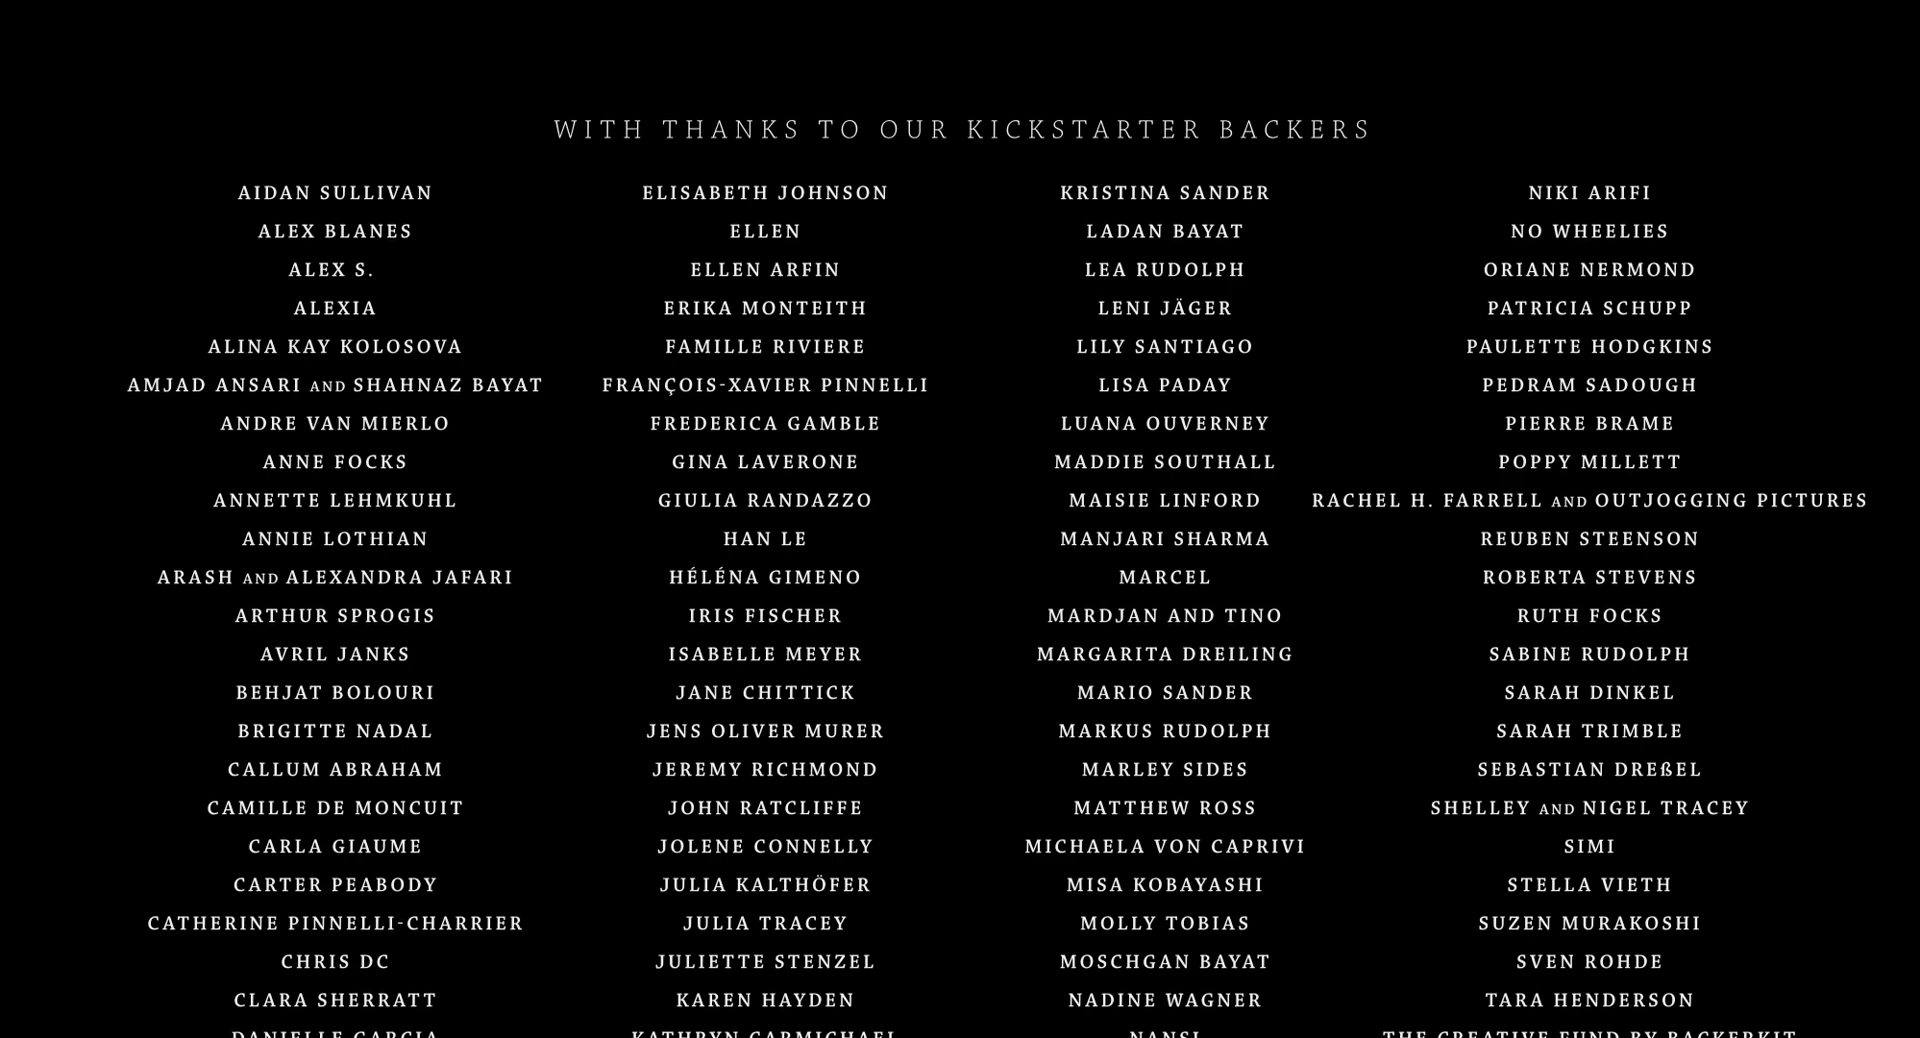 WITH THANKS TO OUR KICKSTARTER BACKERS
AIDAN SULLIVAN
ALEX BLANES
ALEX S.
ALEXIA
ALINA KAY KOLOSOVA
AMJAD ANSARI AND SHAHNAZ BAYAT
ANDRE VAN MIERLO
ANNE FOCKS
ANNETTE LEHMKUHL
ANNIE LOTHIAN
ARASH AND ALEXANDRA JAFARI
ARTHUR SPROGIS
AVRIL JANKS
BEHJAT BOLOURI
BRIGITTE NADAL
CALLUM ABRAHAM
CAMILLE DE MONCUIT
CARLA GIAUME
CARTER PEABODY
CATHERINE PINNELLI-CHARRIER
CHRIS DC
CLARA SHERRATT
DANIELLE GARCIA
ELISABETH JOHNSON
ELLEN
ELLEN ARFIN
ERIKA MONTEITH
FAMILLE RIVIERE
FRANÇOIS-XAVIER PINNELLI
FREDERICA GAMBLE
GINA LAVERONE
GIULIA RANDAZZO
HAN LE
HÉLÉNA GIMENO
IRIS FISCHER
ISABELLE MEYER
JANE CHITTICK
JENS OLIVER MURER
JEREMY RICHMOND
JOHN RATCLIFFE
JOLENE CONNELLY
JULIA KALTHÖFER
JULIA TRACEY
JULIETTE STENZEL
KAREN HAYDEN
KATHRYN CARMICHAEL
KRISTINA SANDER
LADAN BAYAT
LEA RUDOLPH
LENI JÄGER
LILY SANTIAGO
LISA PADAY
LUANA OUVERNEY
MADDIE SOUTHALL
MAISIE LINFORD
MANJARI SHARMA
MARCEL
MARDJAN AND TINO
MARGARITA DREILING
MARIO SANDER
MARKUS RUDOLPH
MARLEY SIDES
MATTHEW ROSS
MICHAELA VON CAPRIVI
MISA KOBAYASHI
MOLLY TOBIAS
MOSCHGAN BAYAT
NADINE WAGNER
NANSI
NIKI ARIFI
NO WHEELIES
ORIANE NERMOND
PATRICIA SCHUPP
PAULETTE HODGKINS
PEDRAM SADOUGH
PIERRE BRAME
POPPY MILLETT
RACHEL H. FARRELL AND OUTJOGGING PICTURES
REUBEN STEENSON
ROBERTA STEVENS
RUTH FOCKS
SABINE RUDOLPH
SARAH DINKEL
SARAH TRIMBLE
SEBASTIAN DREßEL
SHELLEY AND NIGEL TRACEY
SIMI
STELLA VIETH
SUZEN MURAKOSHI
SVEN ROHDE
TARA HENDERSON
THE CREATIVE FUND BY BACKERKIT